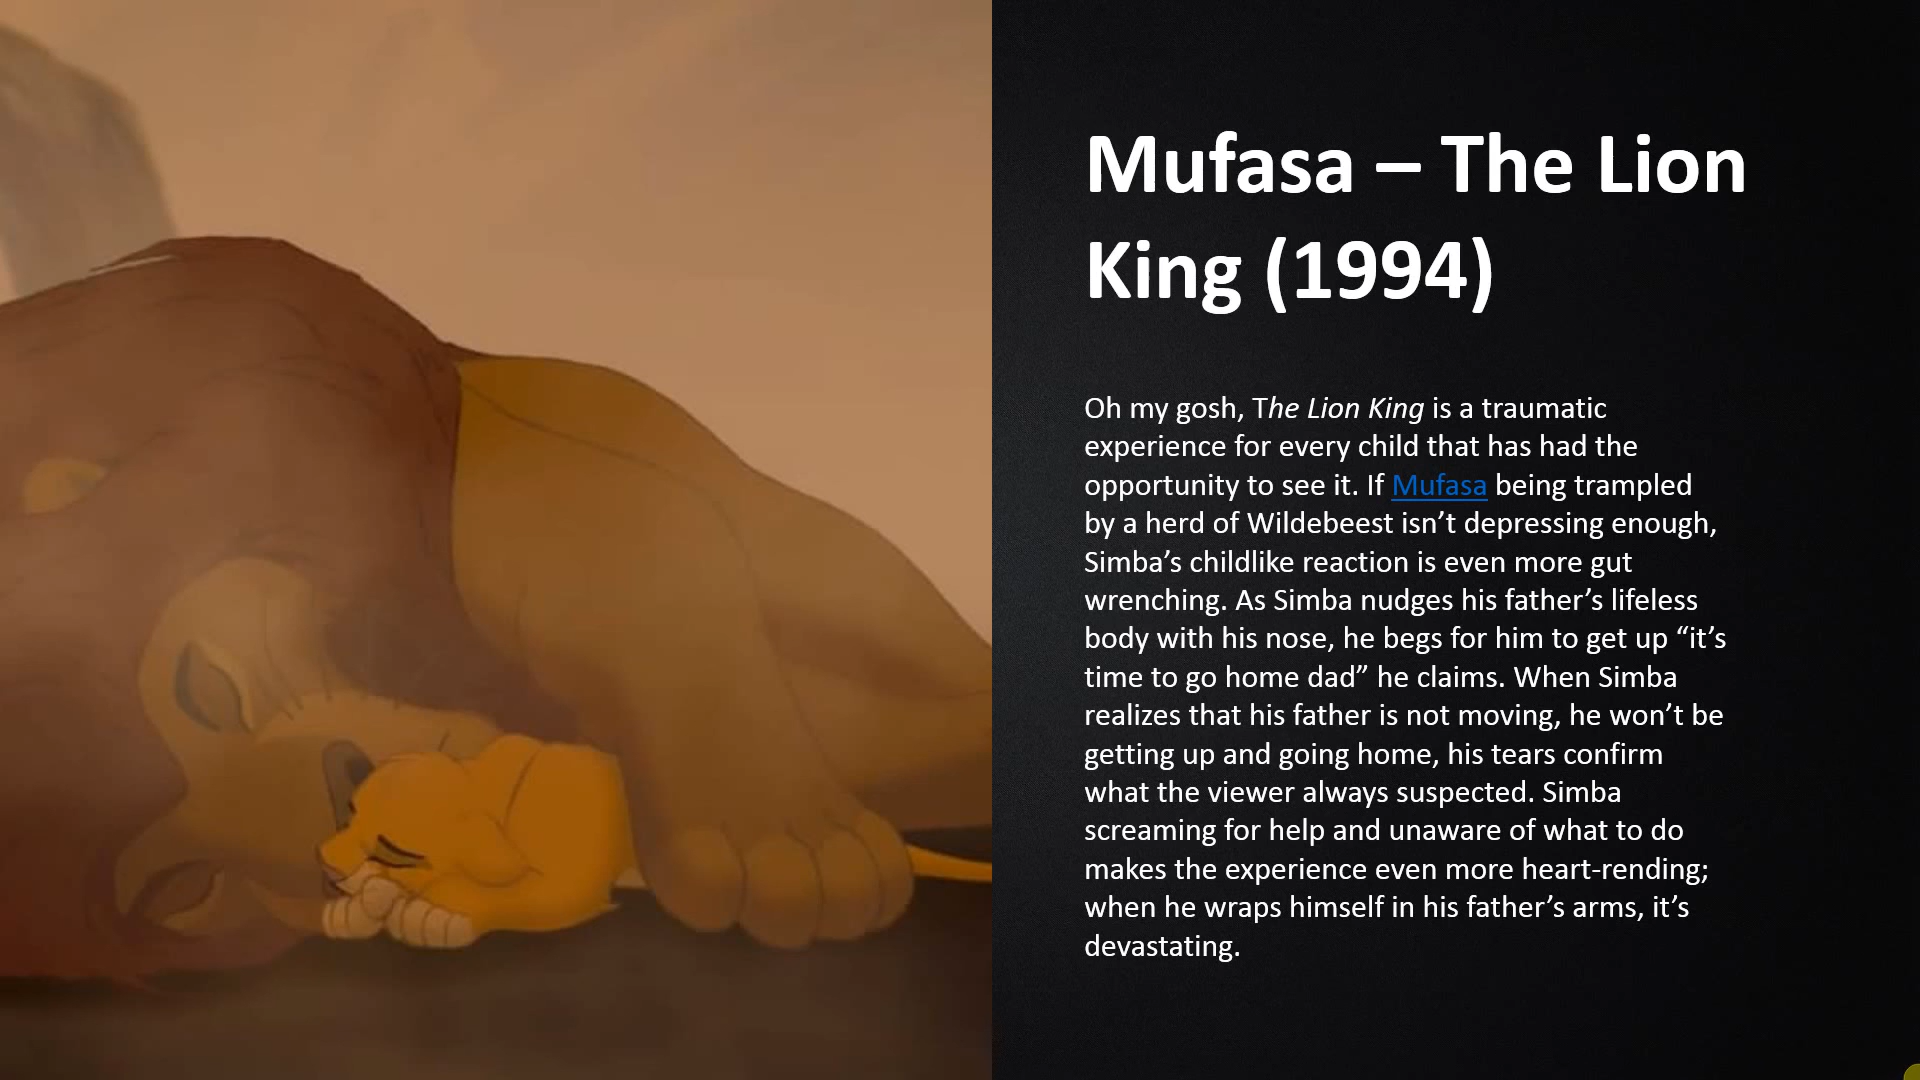 Mufasa – The Lion
King (1994)
Oh my gosh, The Lion King is a traumatic
experience for every child that has had the
opportunity to see it. If Mufasa being trampled
by a herd of Wildebeest isn’t depressing enough,
Simba’s childlike reaction is even more gut
wrenching. As Simba nudges his father’s lifeless
body with his nose, he begs for him to get up “it’s
time to go home dad” he claims. When Simba
realizes that his father is not moving, he won’t be
getting up and going home, his tears confirm
what the viewer always suspected. Simba
screaming for help and unaware of what to do
makes the experience even more heart-rending;
when he wraps himself in his father’s arms, it’s
devastating.